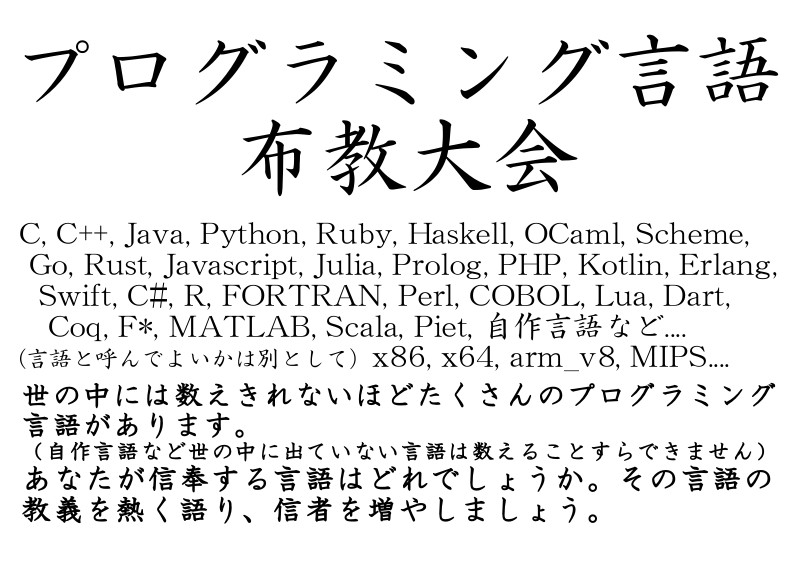 プログラミング言語
布教大会
C, C++, Java, Python, Ruby, Haskell, OCaml, Scheme,
Go, Rust, Javascript, Julia, Prolog, PHP, Kotlin, Erlang,
Swift, C#, R, FORTRAN, Perl, COBOL, Lua, Dart,
Coq, F*, MATLAB, Scala, Piet, 自作言語など....
(言語と呼んでよいかは別として) x86, x64, arm_v8, MIPS....
世の中には数えきれないほどたくさんのプログラミング
言語があります。
(自作言語など世の中に出ていない言語は数えることすらできません)
あなたが信奉する言語はどれでしょうか。その言語の
教義を熱く語り、信者を増やしましょう。